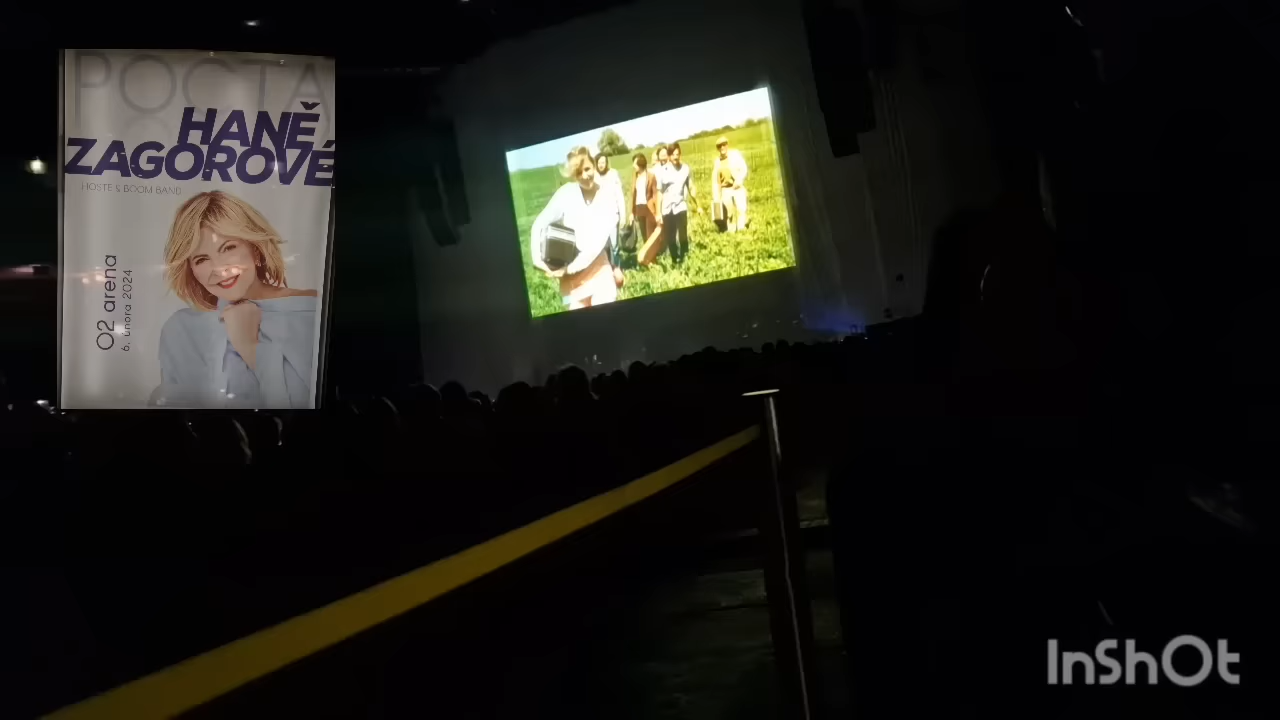 POCTA
HANĚ
ZAGOROVÉ
HOSTÉ & BOOM BAND
O2 arena
6. února 2024
InShOt